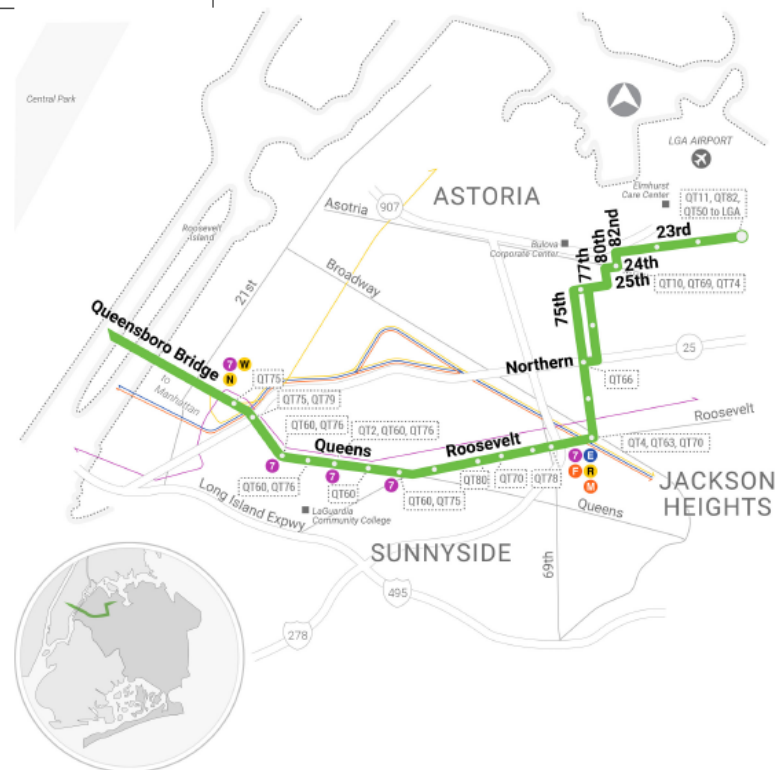 Central Park
LGA AIRPORT
Elmhurst
Care Center
QT11, QT82,
QT50 to LGA
ASTORIA
907
Asotria
Roosevelt
Island
82nd
80th
77th
75th
23rd
24th
25th
Bulova
Corporate Center
QT10, QT69, QT74
21st
Broadway
Queensboro Bridge
to
Manhattan
7 W
N
QT75
QT75, QT79
Northern
25
QT66
QT60, QT76
QT2, QT60, QT76
Queens
Roosevelt
Roosevelt
QT4, QT63, QT70
7
7
7
7 E
F R
M
QT60, QT76
QT60
QT60, QT75
QT80
QT70
QT78
Long Island Expwy
LaGuardia
Community College
Queens
JACKSON
HEIGHTS
SUNNYSIDE
69th
495
278